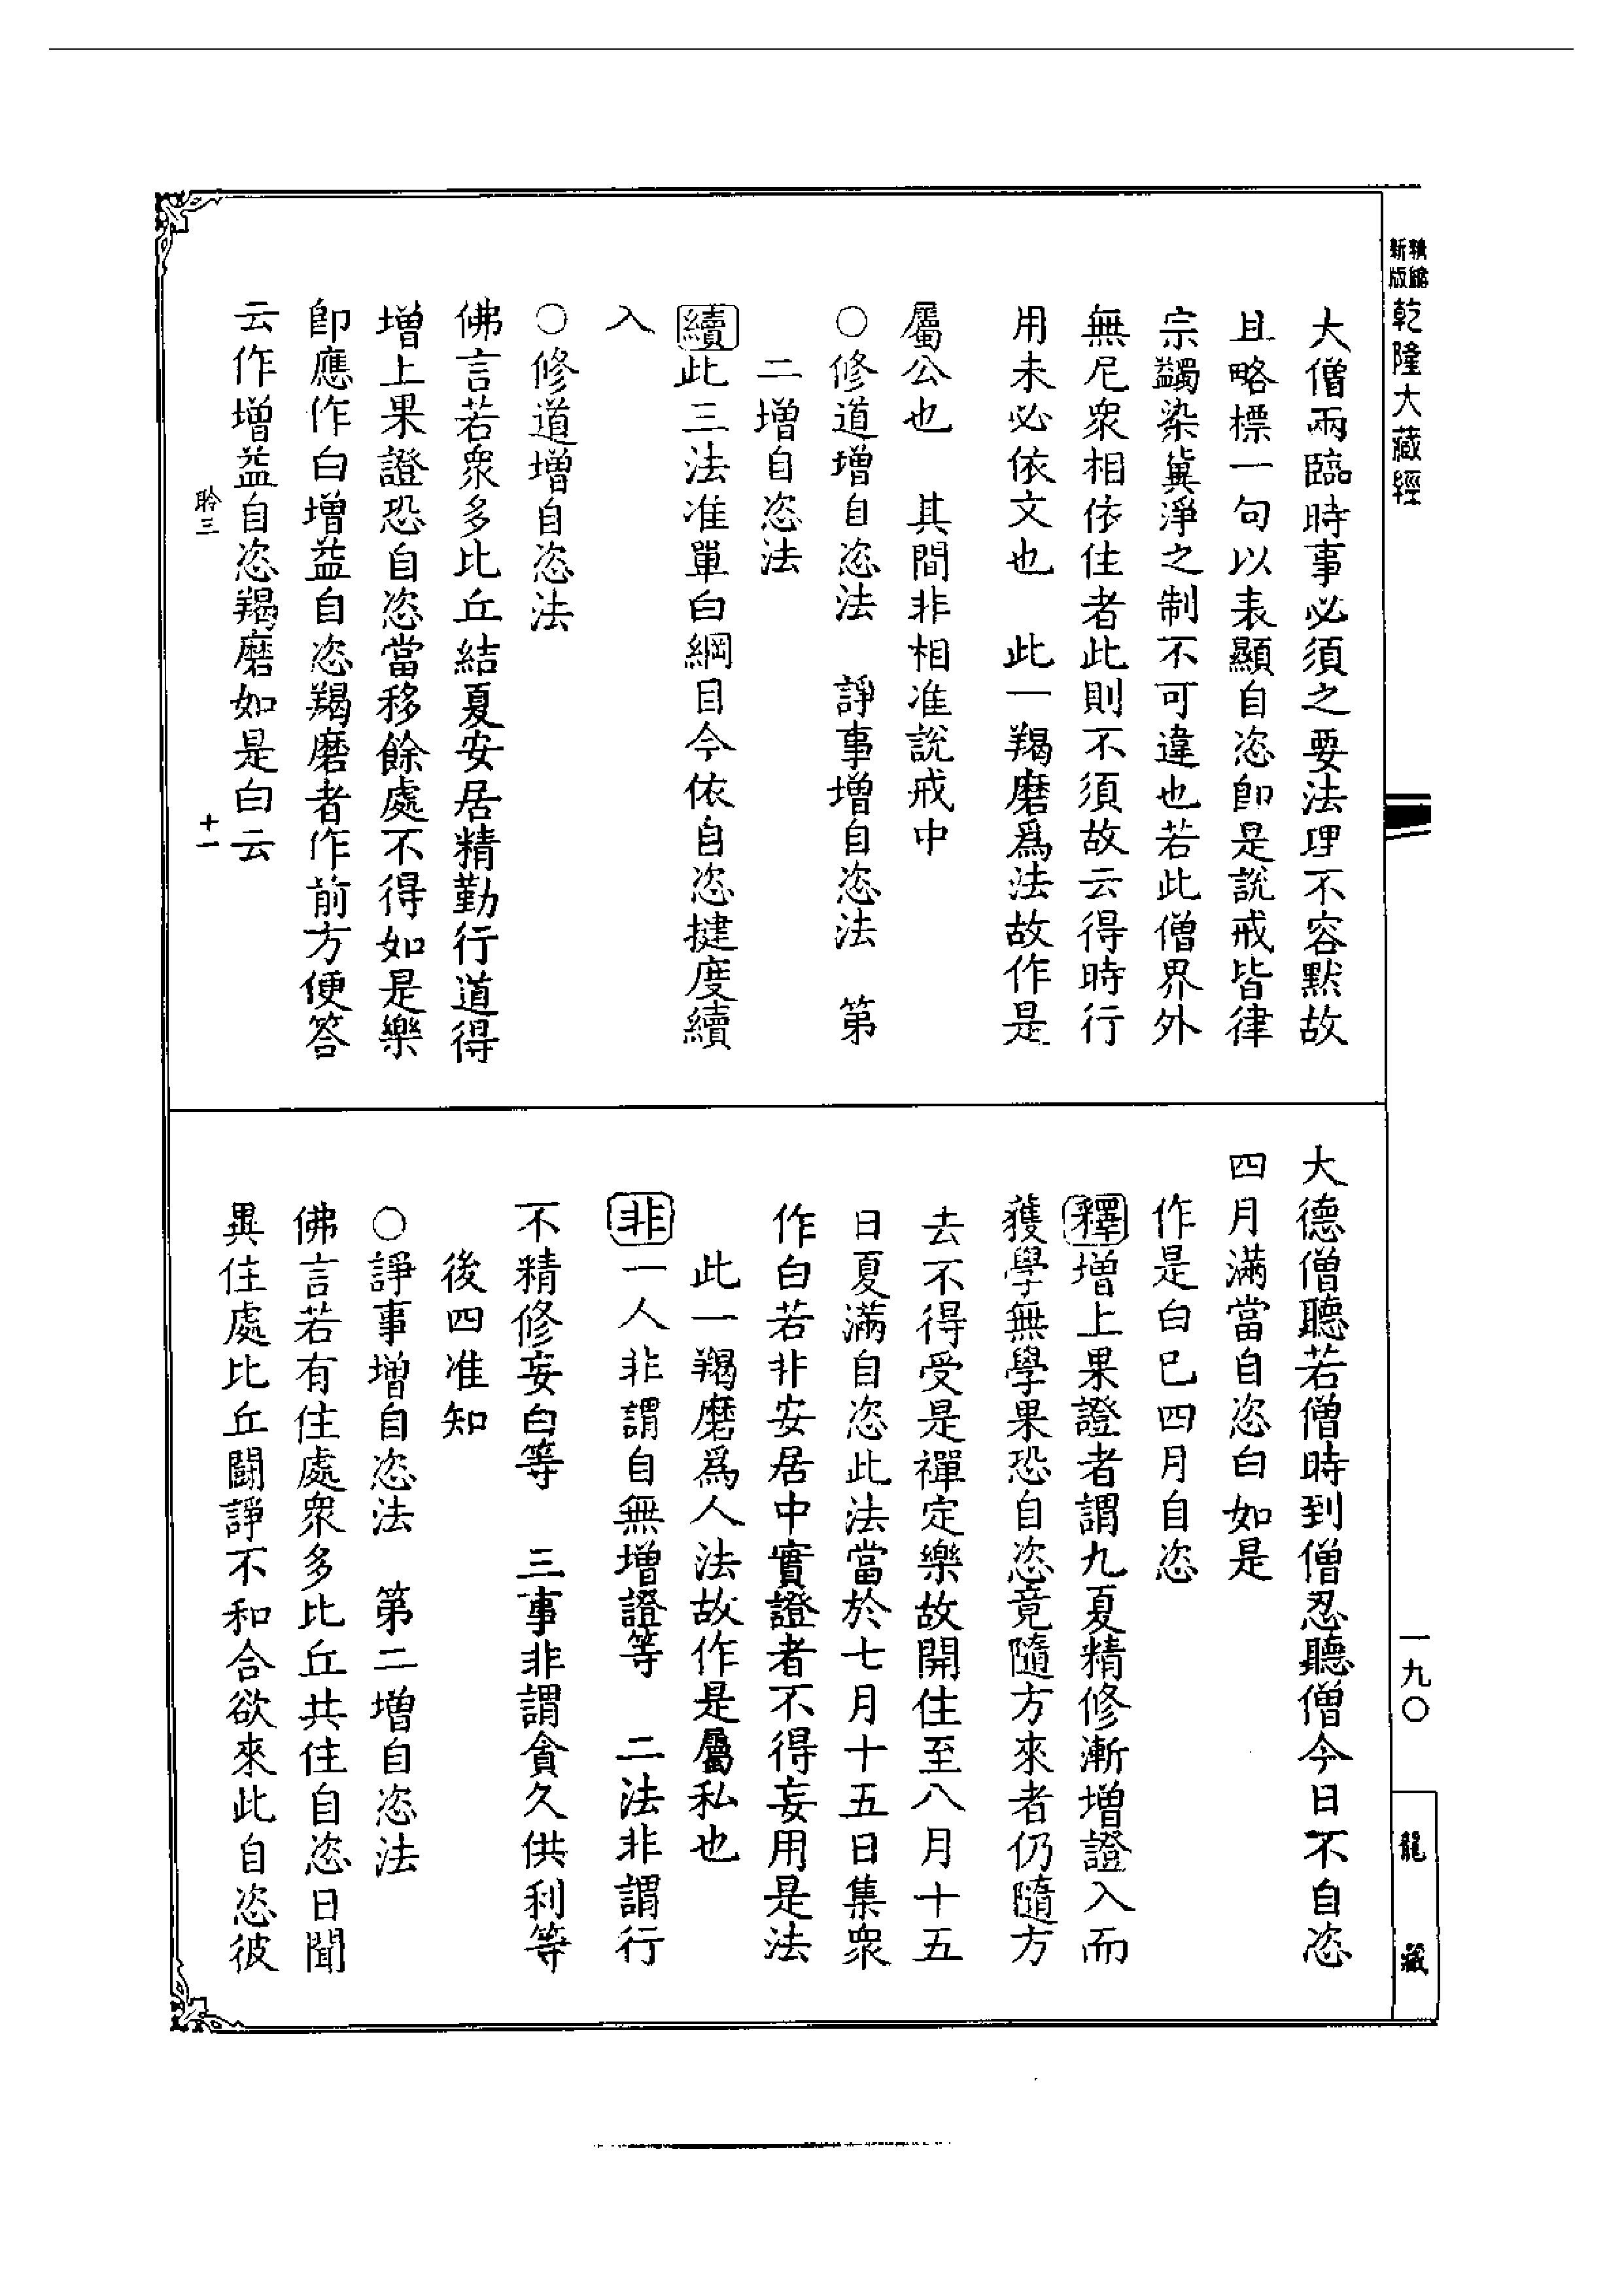 新版
精縮
乾隆大藏經
一九〇
龍藏
大僧兩臨時事必須之要法理不容默故
且略標一句以表顯自恣卽是說戒皆律
宗蠲染冀淨之制不可違也若此僧界外
無尼衆相依住者此則不須故云得時行
用未必依文也　此一羯磨爲法故作是
屬公也　其間非相准說戒中
○修道增自恣法　諍事增自恣法　第
二增自恣法
續此三法准單白綱目今依自恣揵度續
入
○修道增自恣法
佛言若衆多比丘結夏安居精勤行道得
增上果證恐自恣當移餘處不得如是樂
卽應作白增益自恣羯磨者作前方便答
云作增益自恣羯磨如是白云
聆三　十一
大德僧聽若僧時到僧忍聽僧今日不自恣
四月滿當自恣白如是
作是白已四月自恣
釋增上果證者謂九夏精修漸增證入而
獲學無學果恐自恣竟隨方來者仍隨方
去不得受是禪定樂故開住至八月十五
日夏滿自恣此法當於七月十五日集衆
作白若非安居中實證者不得妄用是法
此一羯磨爲人法故作是屬私也
非一人非謂自無增證等　二法非謂行
不精修妄白等　三事非謂貪久供利等
後四准知
○諍事增自恣法　第二增自恣法
佛言若有住處衆多比丘共住自恣日聞
異住處比丘鬪諍不和合欲來此自恣彼